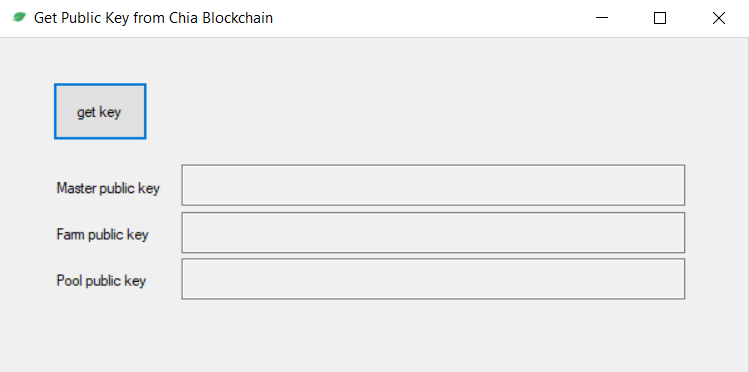 Get Public Key from Chia Blockchain
get key
Master public key
Farm public key
Pool public key